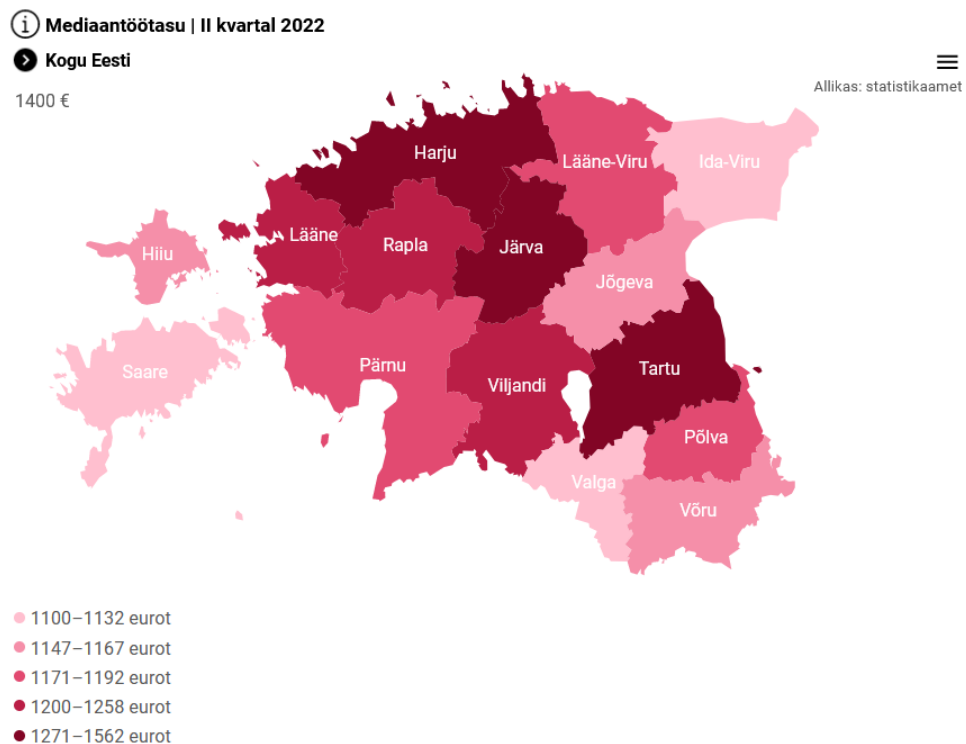 Mediaantöötasu | II kvartal 2022
Kogu Eesti
1400 €
Allikas: statistikaamet
Harju
Lääne-Viru
Ida-Viru
Lääne
Rapla
Järva
Hiiu
Jõgeva
Saare
Pärnu
Viljandi
Tartu
Põlva
Valga
Võru
1100–1132 eurot
1147–1167 eurot
1171–1192 eurot
1200–1258 eurot
1271–1562 eurot